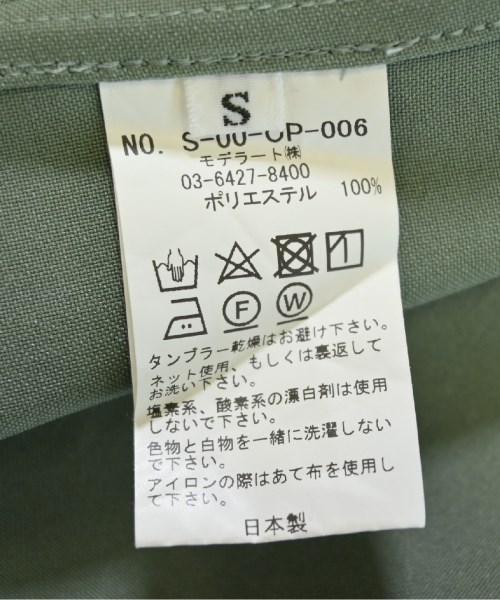 S
NO. S-00-OP-006
モデラート㈱
03-6427-8400
ポリエステル 100%
F W
タンブラー乾燥はお避け下さい。
ネット使用、もしくは裏返して
お洗い下さい。
塩素系、酸素系の漂白剤は使用
しないで下さい。
色物と白物を一緒に洗濯しない
で下さい。
アイロンの際はあて布を使用し
て下さい。
日本製